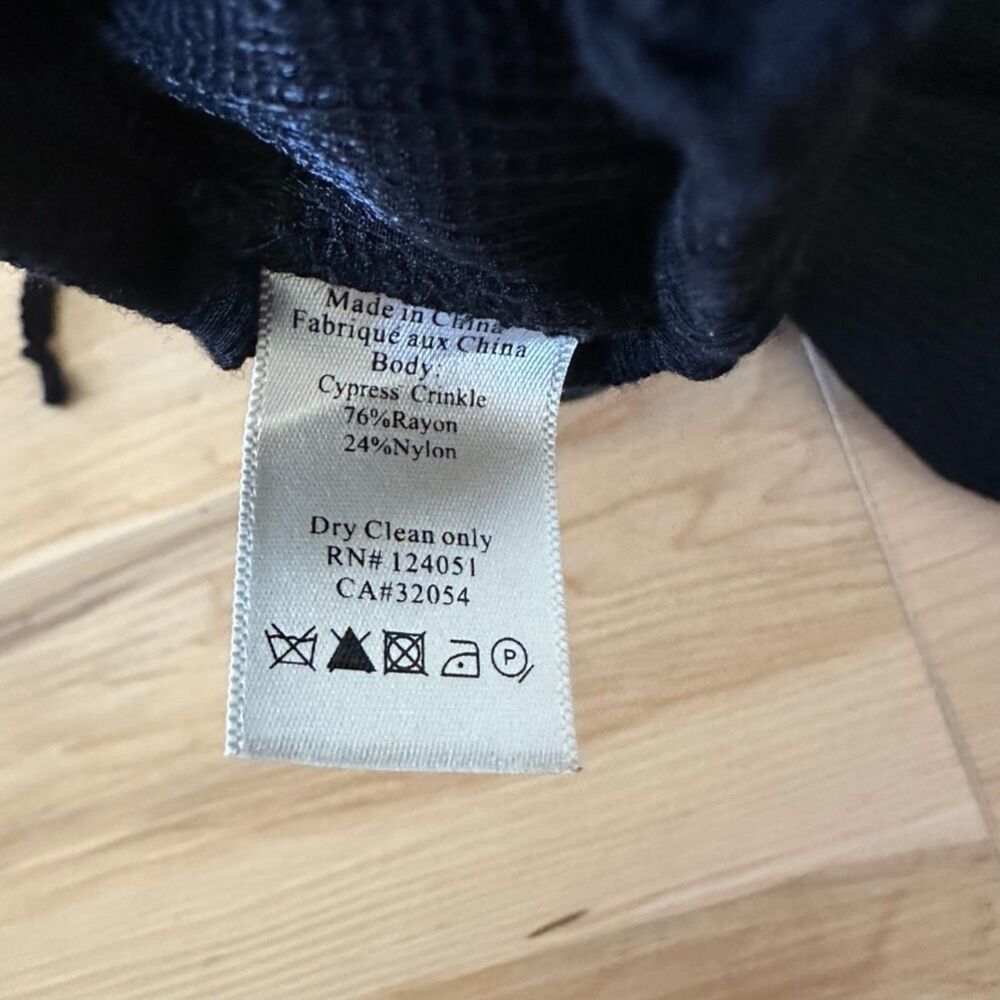 Made in China
Fabriqué aux China
Body:
Cypress Crinkle
76%Rayon
24%Nylon
Dry Clean only
RN# 124051
CA#32054
P